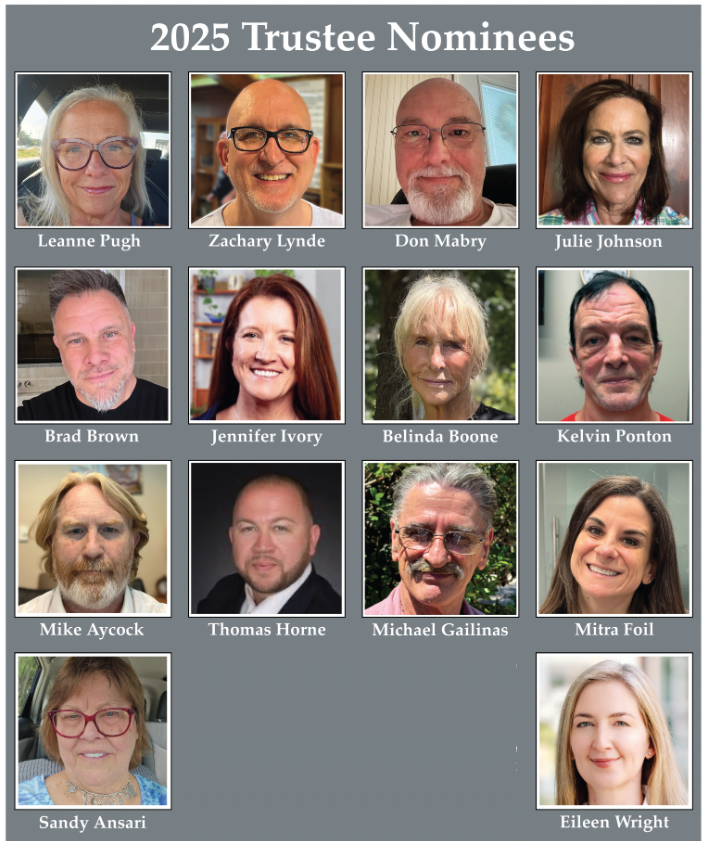 2025 Trustee Nominees
Leanne Pugh
Zachary Lynde
Don Mabry
Julie Johnson
Brad Brown
Jennifer Ivory
Belinda Boone
Kelvin Ponton
Mike Aycock
Thomas Horne
Michael Gailinas
Mitra Foil
Sandy Ansari
Eileen Wright